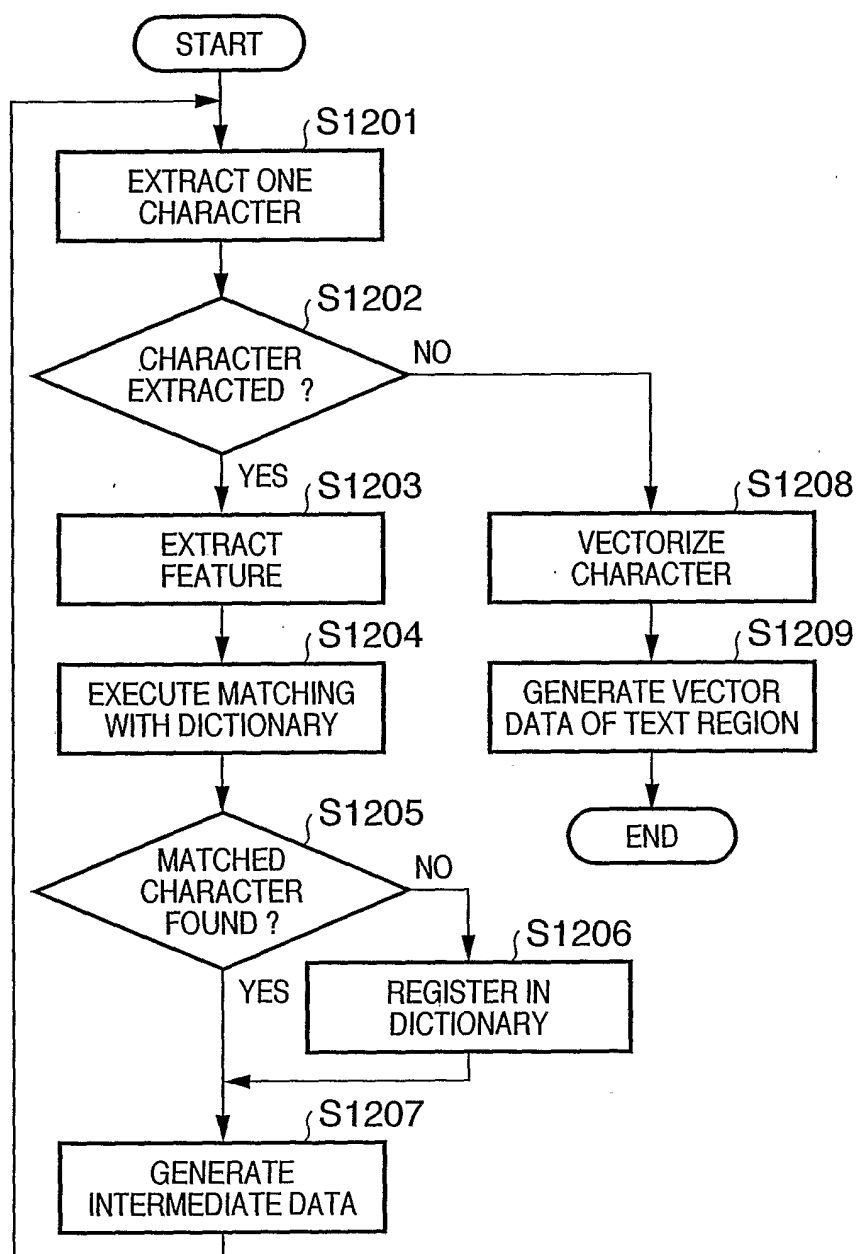 START
S1201
EXTRACT ONE
CHARACTER
S1202
CHARACTER
EXTRACTED ?
NO
YES
S1203
EXTRACT
FEATURE
S1208
VECTORIZE
CHARACTER
S1204
EXECUTE MATCHING
WITH DICTIONARY
S1209
GENERATE VECTOR
DATA OF TEXT REGION
END
S1205
MATCHED
CHARACTER
FOUND ?
NO
YES
S1206
REGISTER IN
DICTIONARY
S1207
GENERATE
INTERMEDIATE DATA